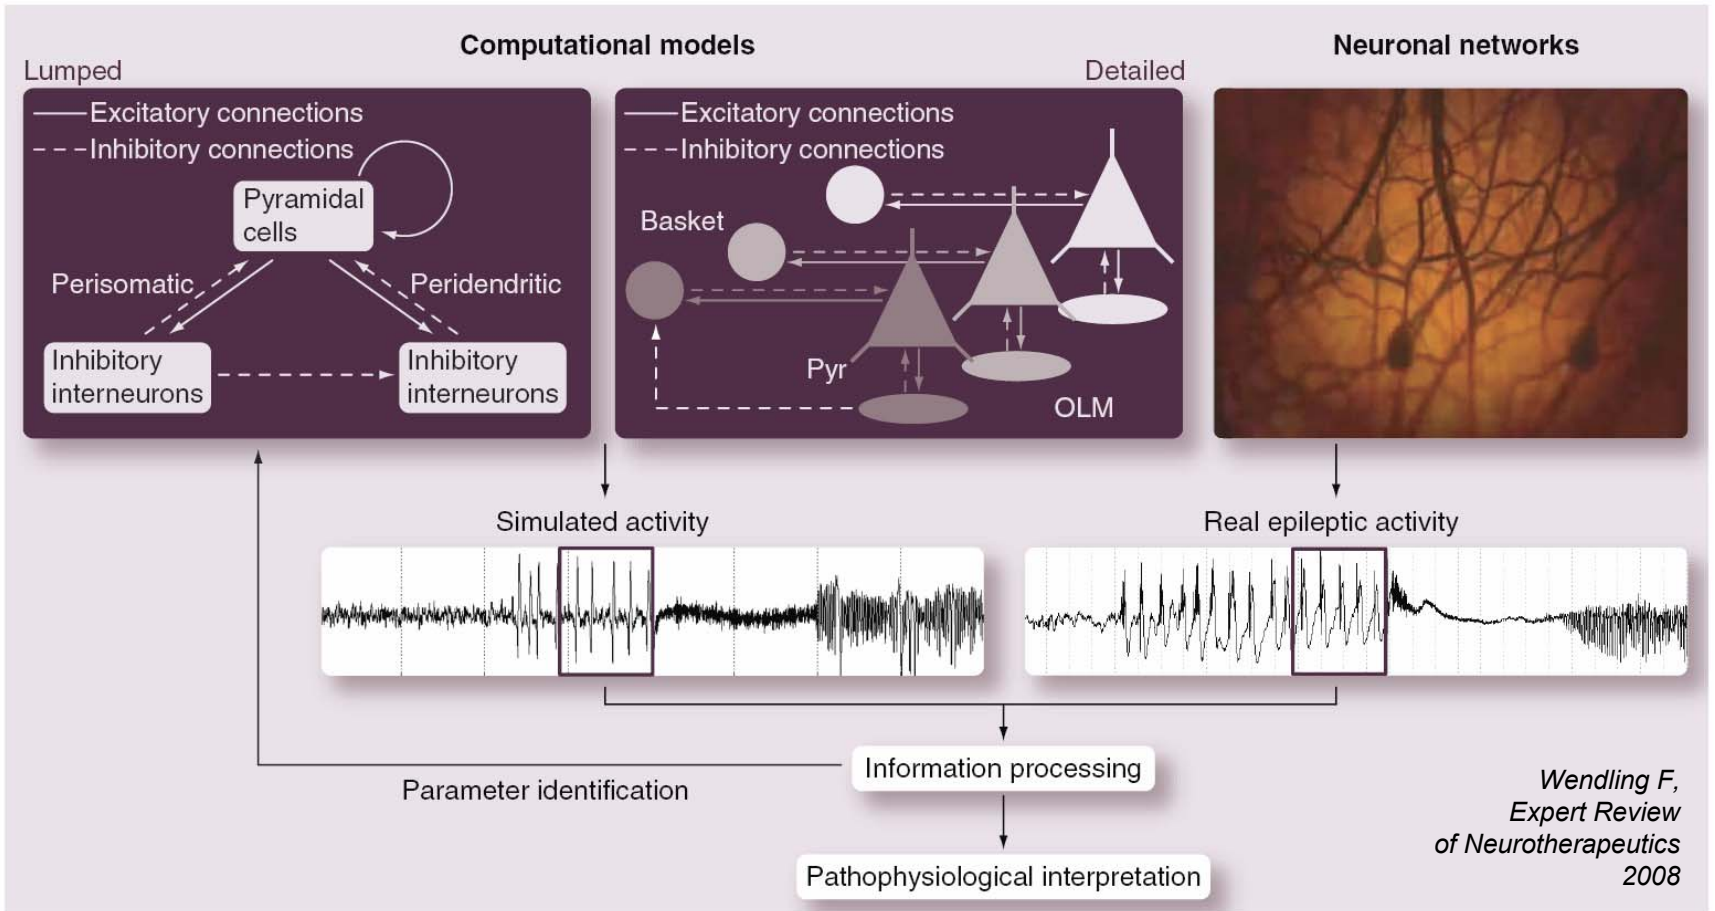 Computational models
Neuronal networks
Lumped
Detailed
Excitatory connections
Inhibitory connections
Pyramidal
cells
Perisomatic
Peridendritic
Inhibitory
interneurons
Inhibitory
interneurons
Excitatory connections
Inhibitory connections
Basket
Pyr
OLM
Simulated activity
Real epileptic activity
Information processing
Parameter identification
Pathophysiological interpretation
Wendling F,
Expert Review
of Neurotherapeutics
2008